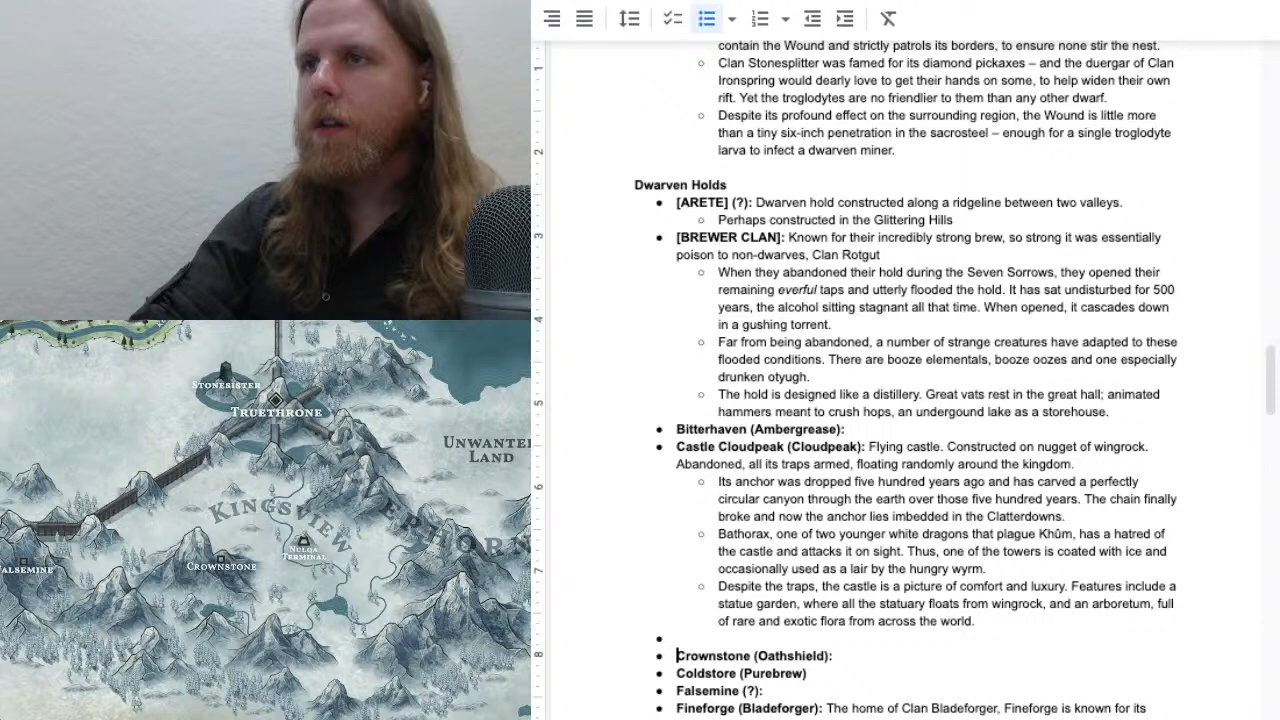 contain the Wound and strictly patrols its borders, to ensure none stir the nest.
Clan Stonesplitter was famed for its diamond pickaxes – and the duergar of Clan
Ironspring would dearly love to get their hands on some, to help widen their own
rift. Yet the troglodytes are no friendlier to them than any other dwarf.
Despite its profound effect on the surrounding region, the Wound is little more
than a tiny six-inch penetration in the sacrosteel – enough for a single troglodyte
larva to infect a dwarven miner.
Dwarven Holds
[ARETE] (?): Dwarven hold constructed along a ridgeline between two valleys.
Perhaps constructed in the Glittering Hills
[BREWER CLAN]: Known for their incredibly strong brew, so strong it was essentially
poison to non-dwarves, Clan Rotgut
When they abandoned their hold during the Seven Sorrows, they opened their
remaining everful taps and utterly flooded the hold. It has sat undisturbed for 500
years, the alcohol sitting stagnant all that time. When opened, it cascades down
in a gushing torrent.
Far from being abandoned, a number of strange creatures have adapted to these
flooded conditions. There are booze elementals, booze oozes and one especially
drunken otyugh.
The hold is designed like a distillery. Great vats rest in the great hall; animated
hammers meant to crush hops, an undergound lake as a storehouse.
Bitterhaven (Ambergrease):
Castle Cloudpeak (Cloudpeak): Flying castle. Constructed on nugget of wingrock.
Abandoned, all its traps armed, floating randomly around the kingdom.
Its anchor was dropped five hundred years ago and has carved a perfectly
circular canyon through the earth over those five hundred years. The chain finally
broke and now the anchor lies imbedded in the Clatterdowns.
Bathorax, one of two younger white dragons that plague Khûm, has a hatred of
the castle and attacks it on sight. Thus, one of the towers is coated with ice and
occasionally used as a lair by the hungry wyrm.
Despite the traps, the castle is a picture of comfort and luxury. Features include a
statue garden, where all the statuary floats from wingrock, and an arboretum, full
of rare and exotic flora from across the world.
Crownstone (Oathshield):
Coldstore (Purebrew)
Falsemine (?):
Fineforge (Bladeforger): The home of Clan Bladeforger, Fineforge is known for its
1
2
3
4
5
6
7
8
Stonesister
Truethrone
Unwante
Land
Kingsview
Ephorn
Nulqa
Terminal
Crownstone
alsemine